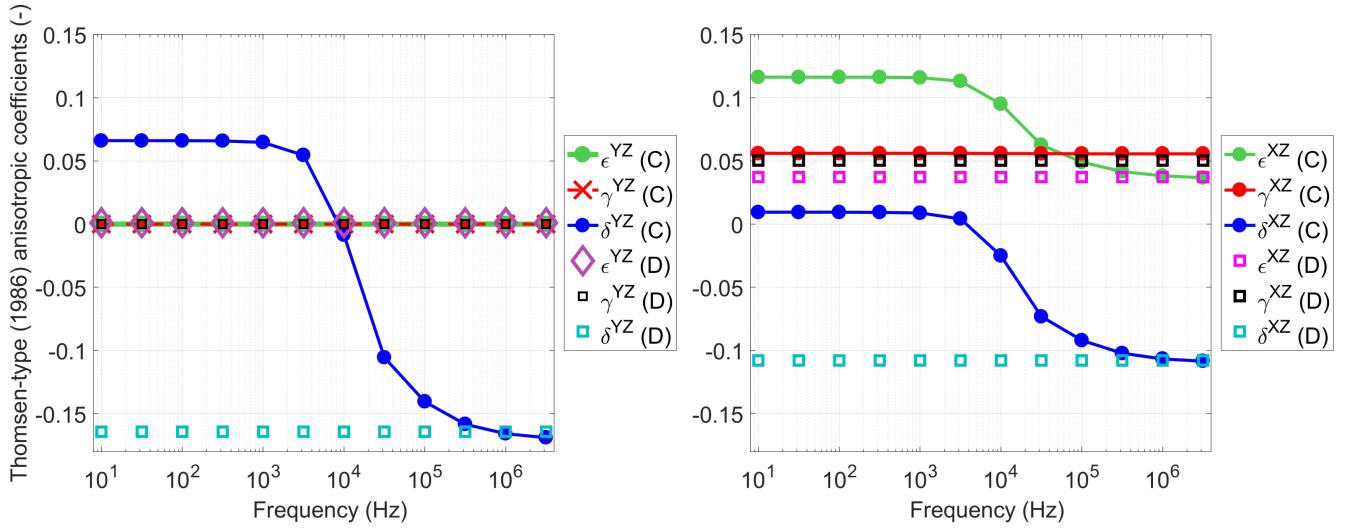 Thomsen-type (1986) anisotropic coefficients (-)
0.15
0.1
0.05
0
-0.05
-0.1
-0.15
10^1 10^2 10^3 10^4 10^5 10^6
Frequency (Hz)
ϵ^YZ (C)
γ^YZ (C)
δ^YZ (C)
ϵ^YZ (D)
γ^YZ (D)
δ^YZ (D)
0.15
0.1
0.05
0
-0.05
-0.1
-0.15
10^1 10^2 10^3 10^4 10^5 10^6
Frequency (Hz)
ϵ^XZ (C)
γ^XZ (C)
δ^XZ (C)
ϵ^XZ (D)
γ^XZ (D)
δ^XZ (D)